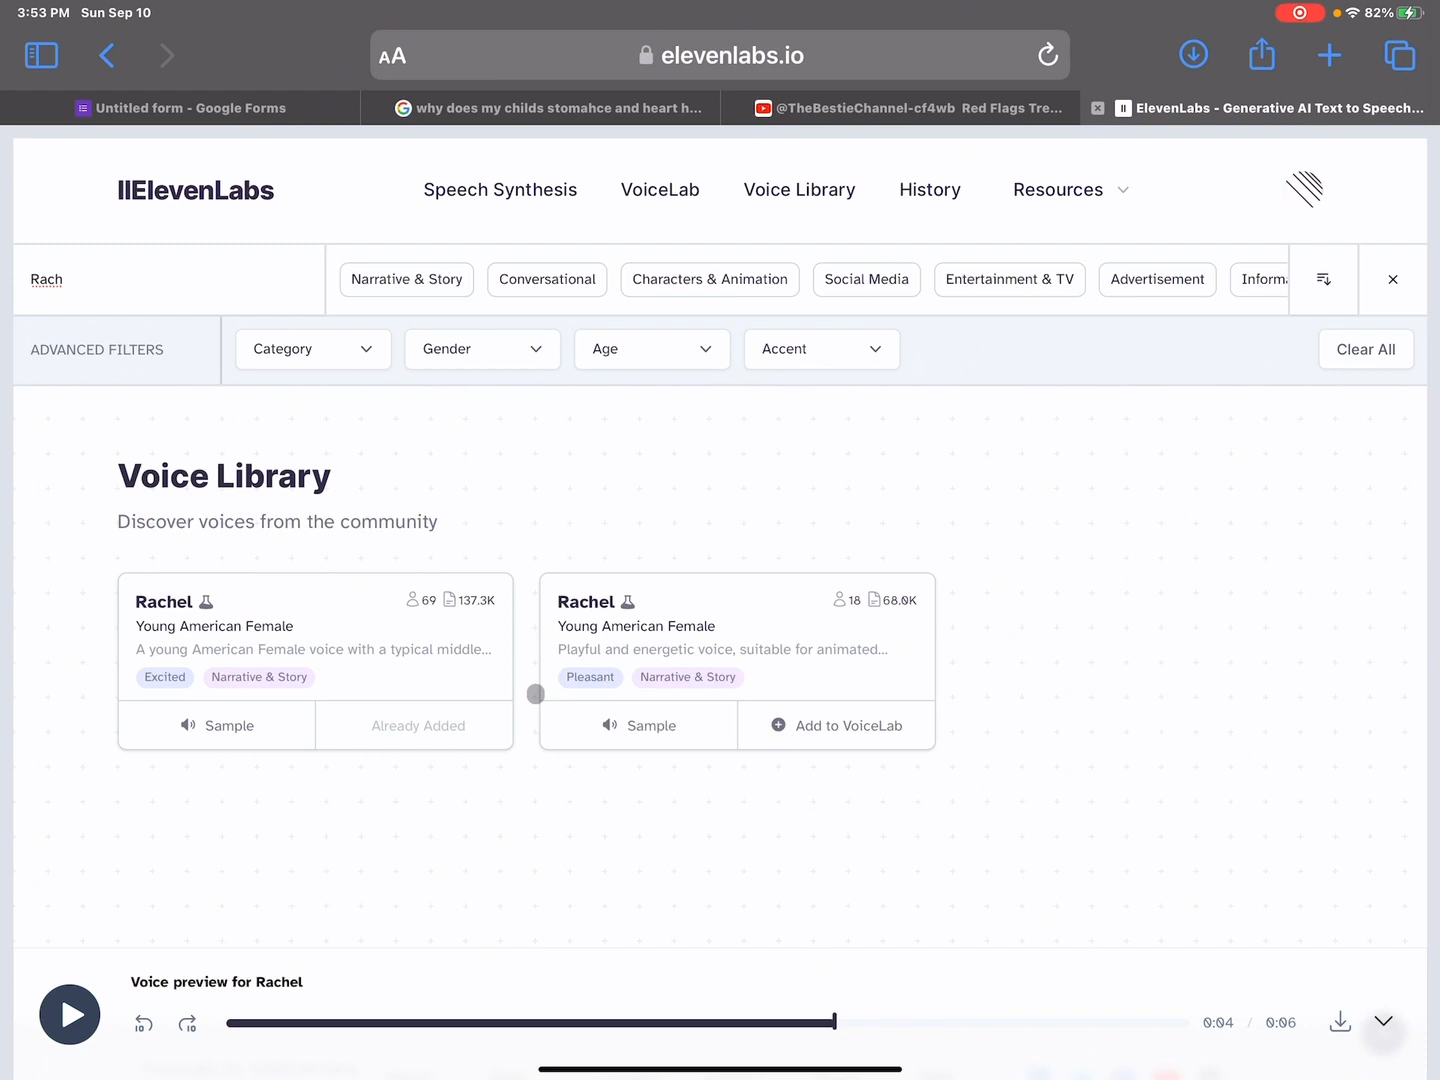 3:53 PM Sun Sep 10
82%
AA
elevenlabs.io
Untitled form - Google Forms
why does my childs stomahce and heart h...
@TheBestieChannel-cf4wb Red Flags Tre...
ElevenLabs - Generative AI Text to Speech...
IIElevenLabs
Speech Synthesis
VoiceLab
Voice Library
History
Resources
Rach
Narrative & Story
Conversational
Characters & Animation
Social Media
Entertainment & TV
Advertisement
Informa
ADVANCED FILTERS
Category
Gender
Age
Accent
Clear All
Voice Library
Discover voices from the community
Rachel
69
137.3K
Young American Female
A young American Female voice with a typical middle...
Excited
Narrative & Story
Sample
Already Added
Rachel
18
68.0K
Young American Female
Playful and energetic voice, suitable for animated...
Pleasant
Narrative & Story
Sample
Add to VoiceLab
Voice preview for Rachel
10
10
0:04 / 0:06